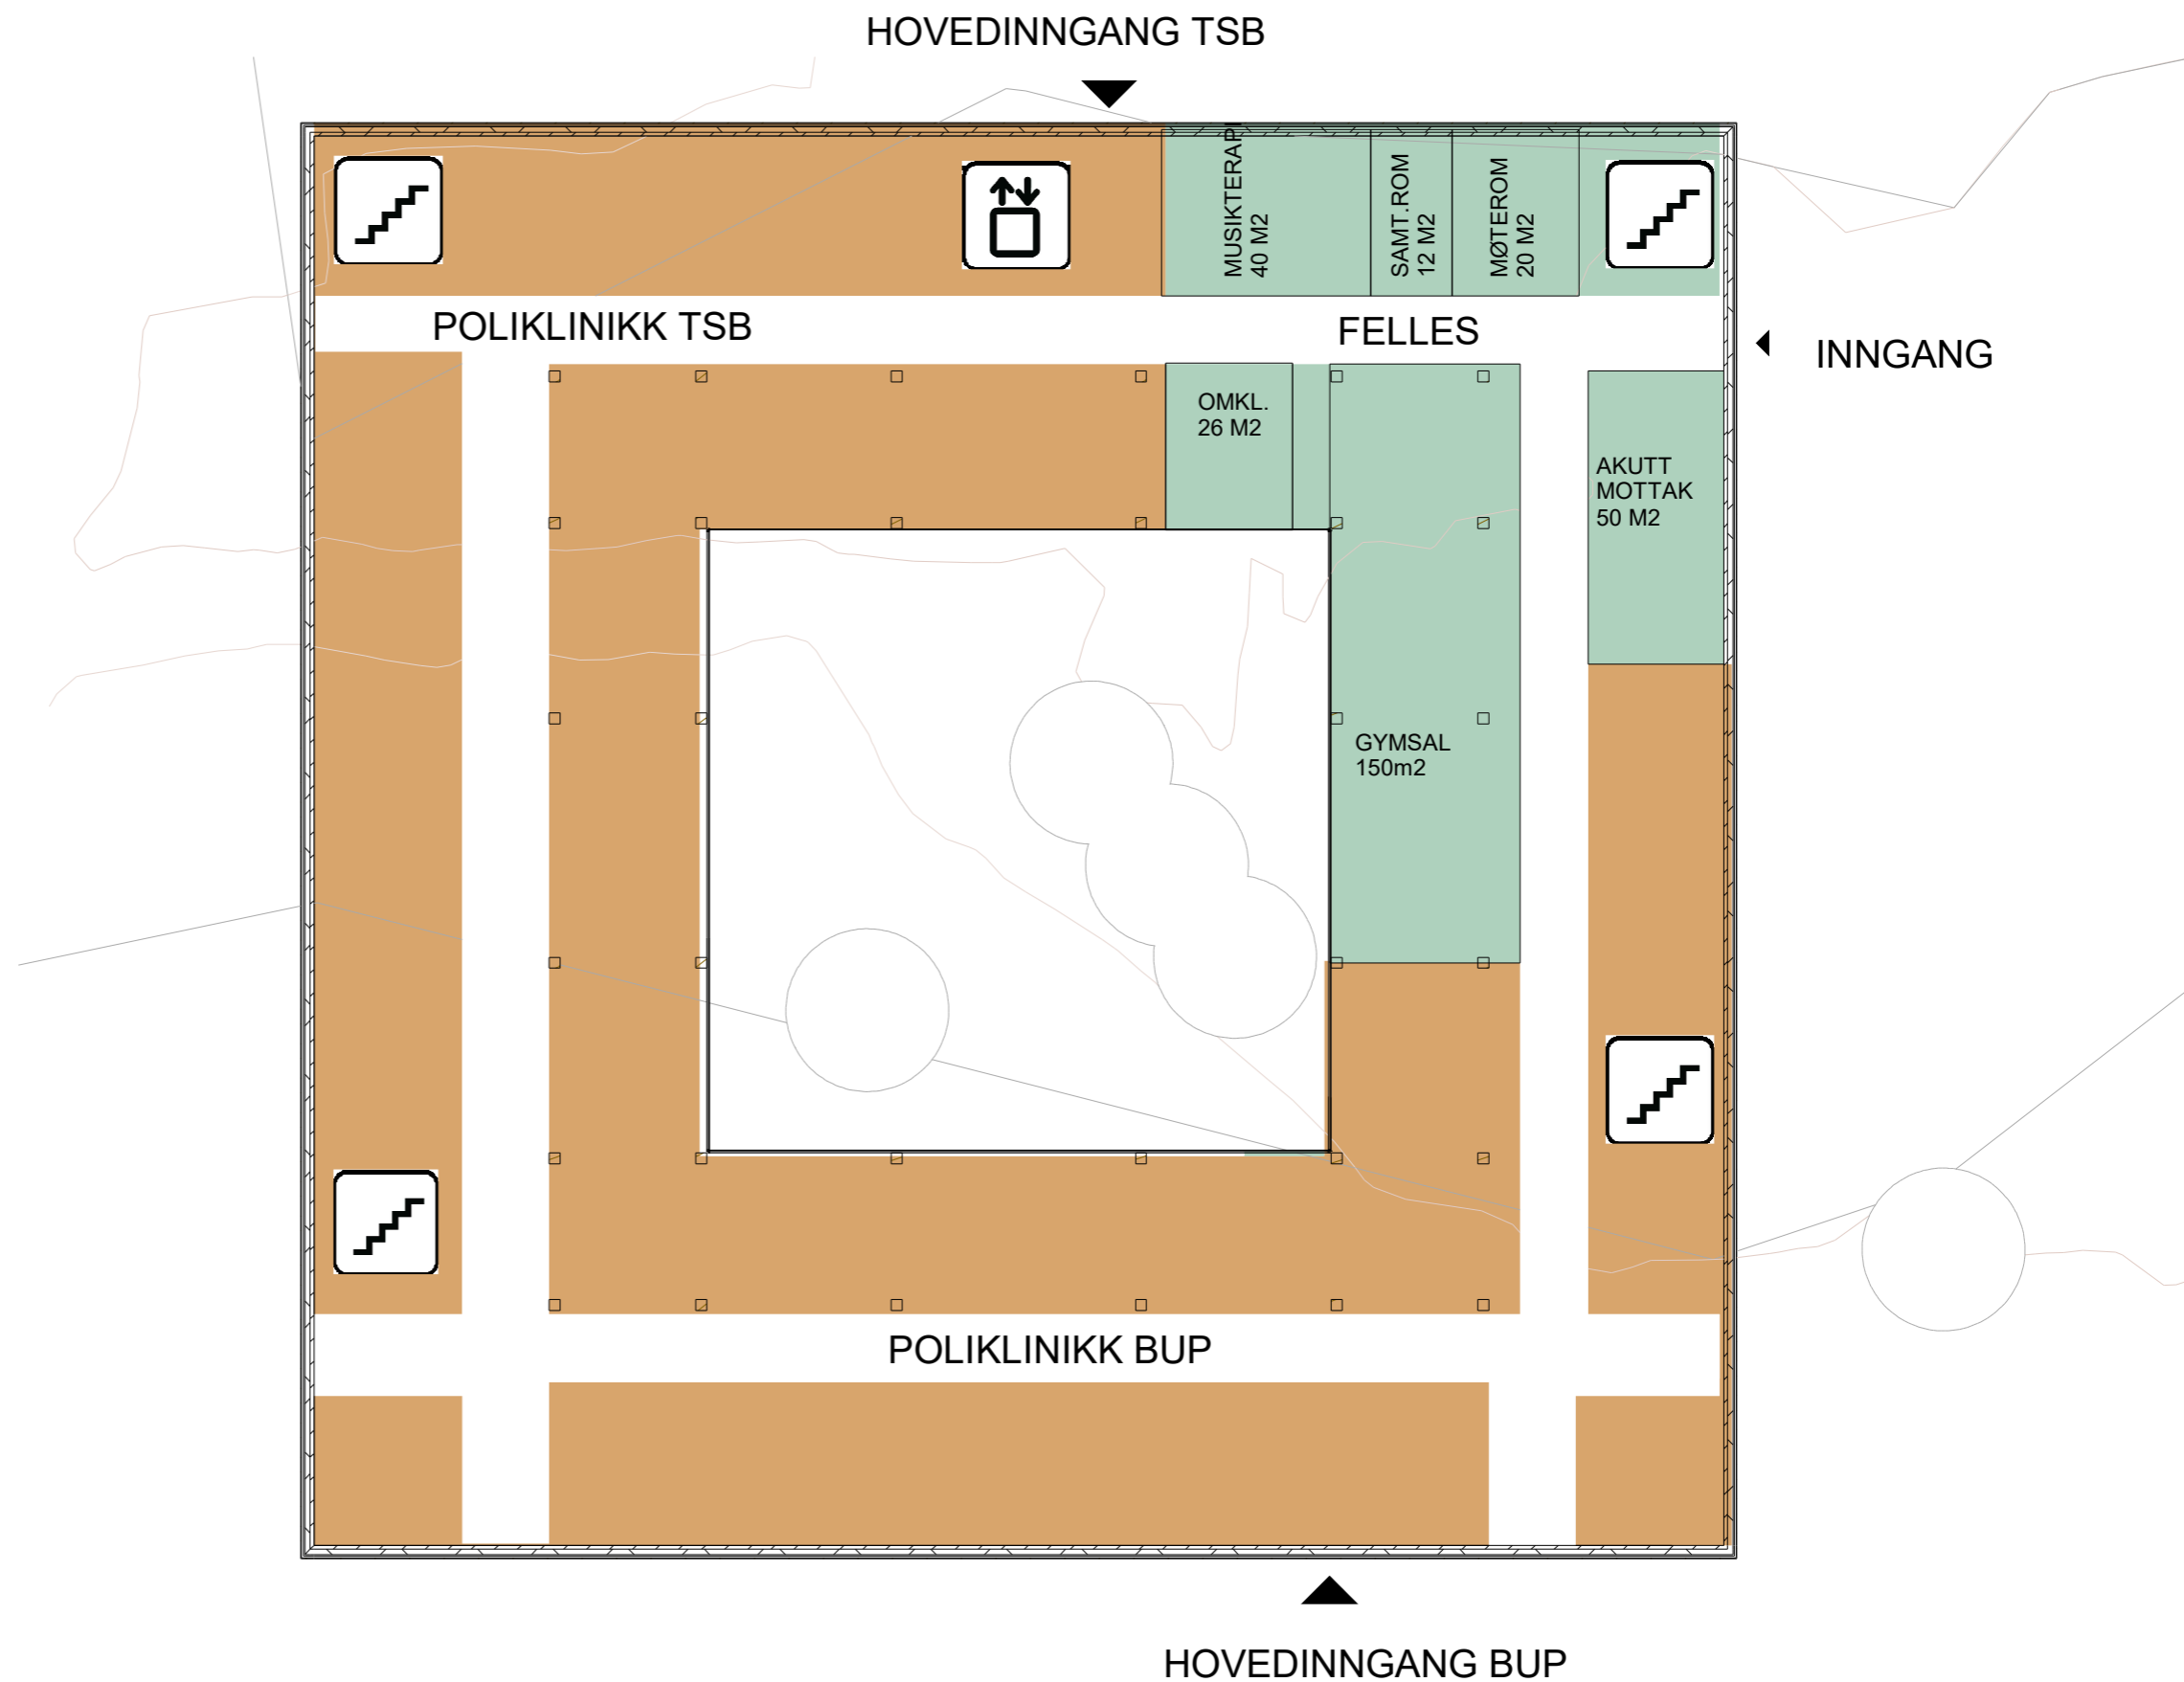 HOVEDINNGANG TSB
MUSIKTERAPI
40 M2
SAMT.ROM
12 M2
MØTEROM
20 M2
POLIKLINIKK TSB
FELLES
INNGANG
OMKL.
26 M2
AKUTT
MOTTAK
50 M2
GYMSAL
150m2
POLIKLINIKK BUP
HOVEDINNGANG BUP